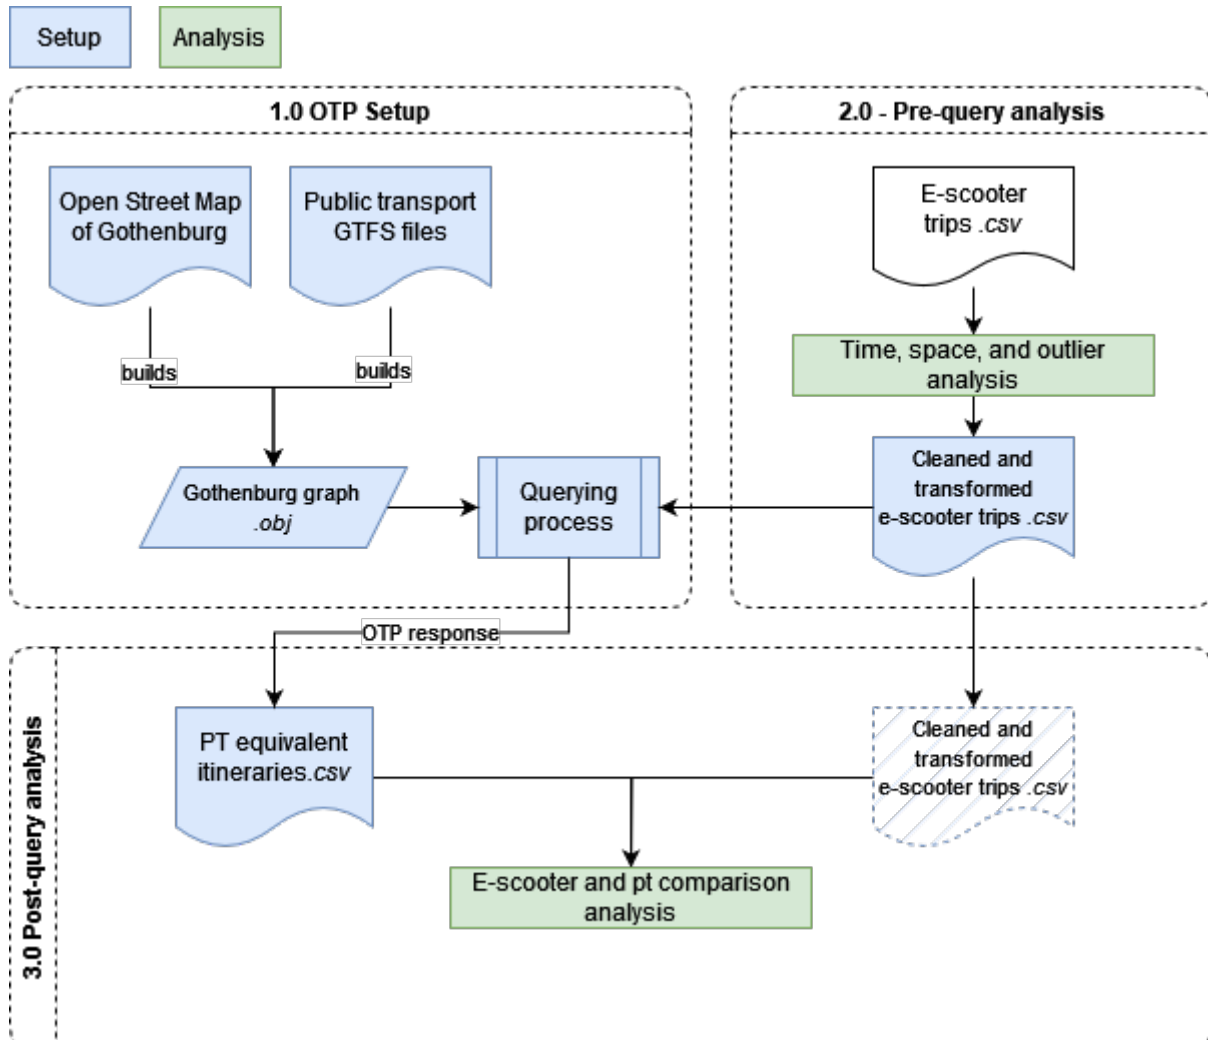 Setup
Analysis
1.0 OTP Setup
Open Street Map
of Gothenburg
Public transport
GTFS files
builds
builds
Gothenburg graph
.obj
Querying
process
2.0 - Pre-query analysis
E-scooter
trips .csv
Time, space, and outlier
analysis
Cleaned and
transformed
e-scooter trips .csv
OTP response
3.0 Post-query analysis
PT equivalent
itineraries.csv
Cleaned and
transformed
e-scooter trips .csv
E-scooter and pt comparison
analysis